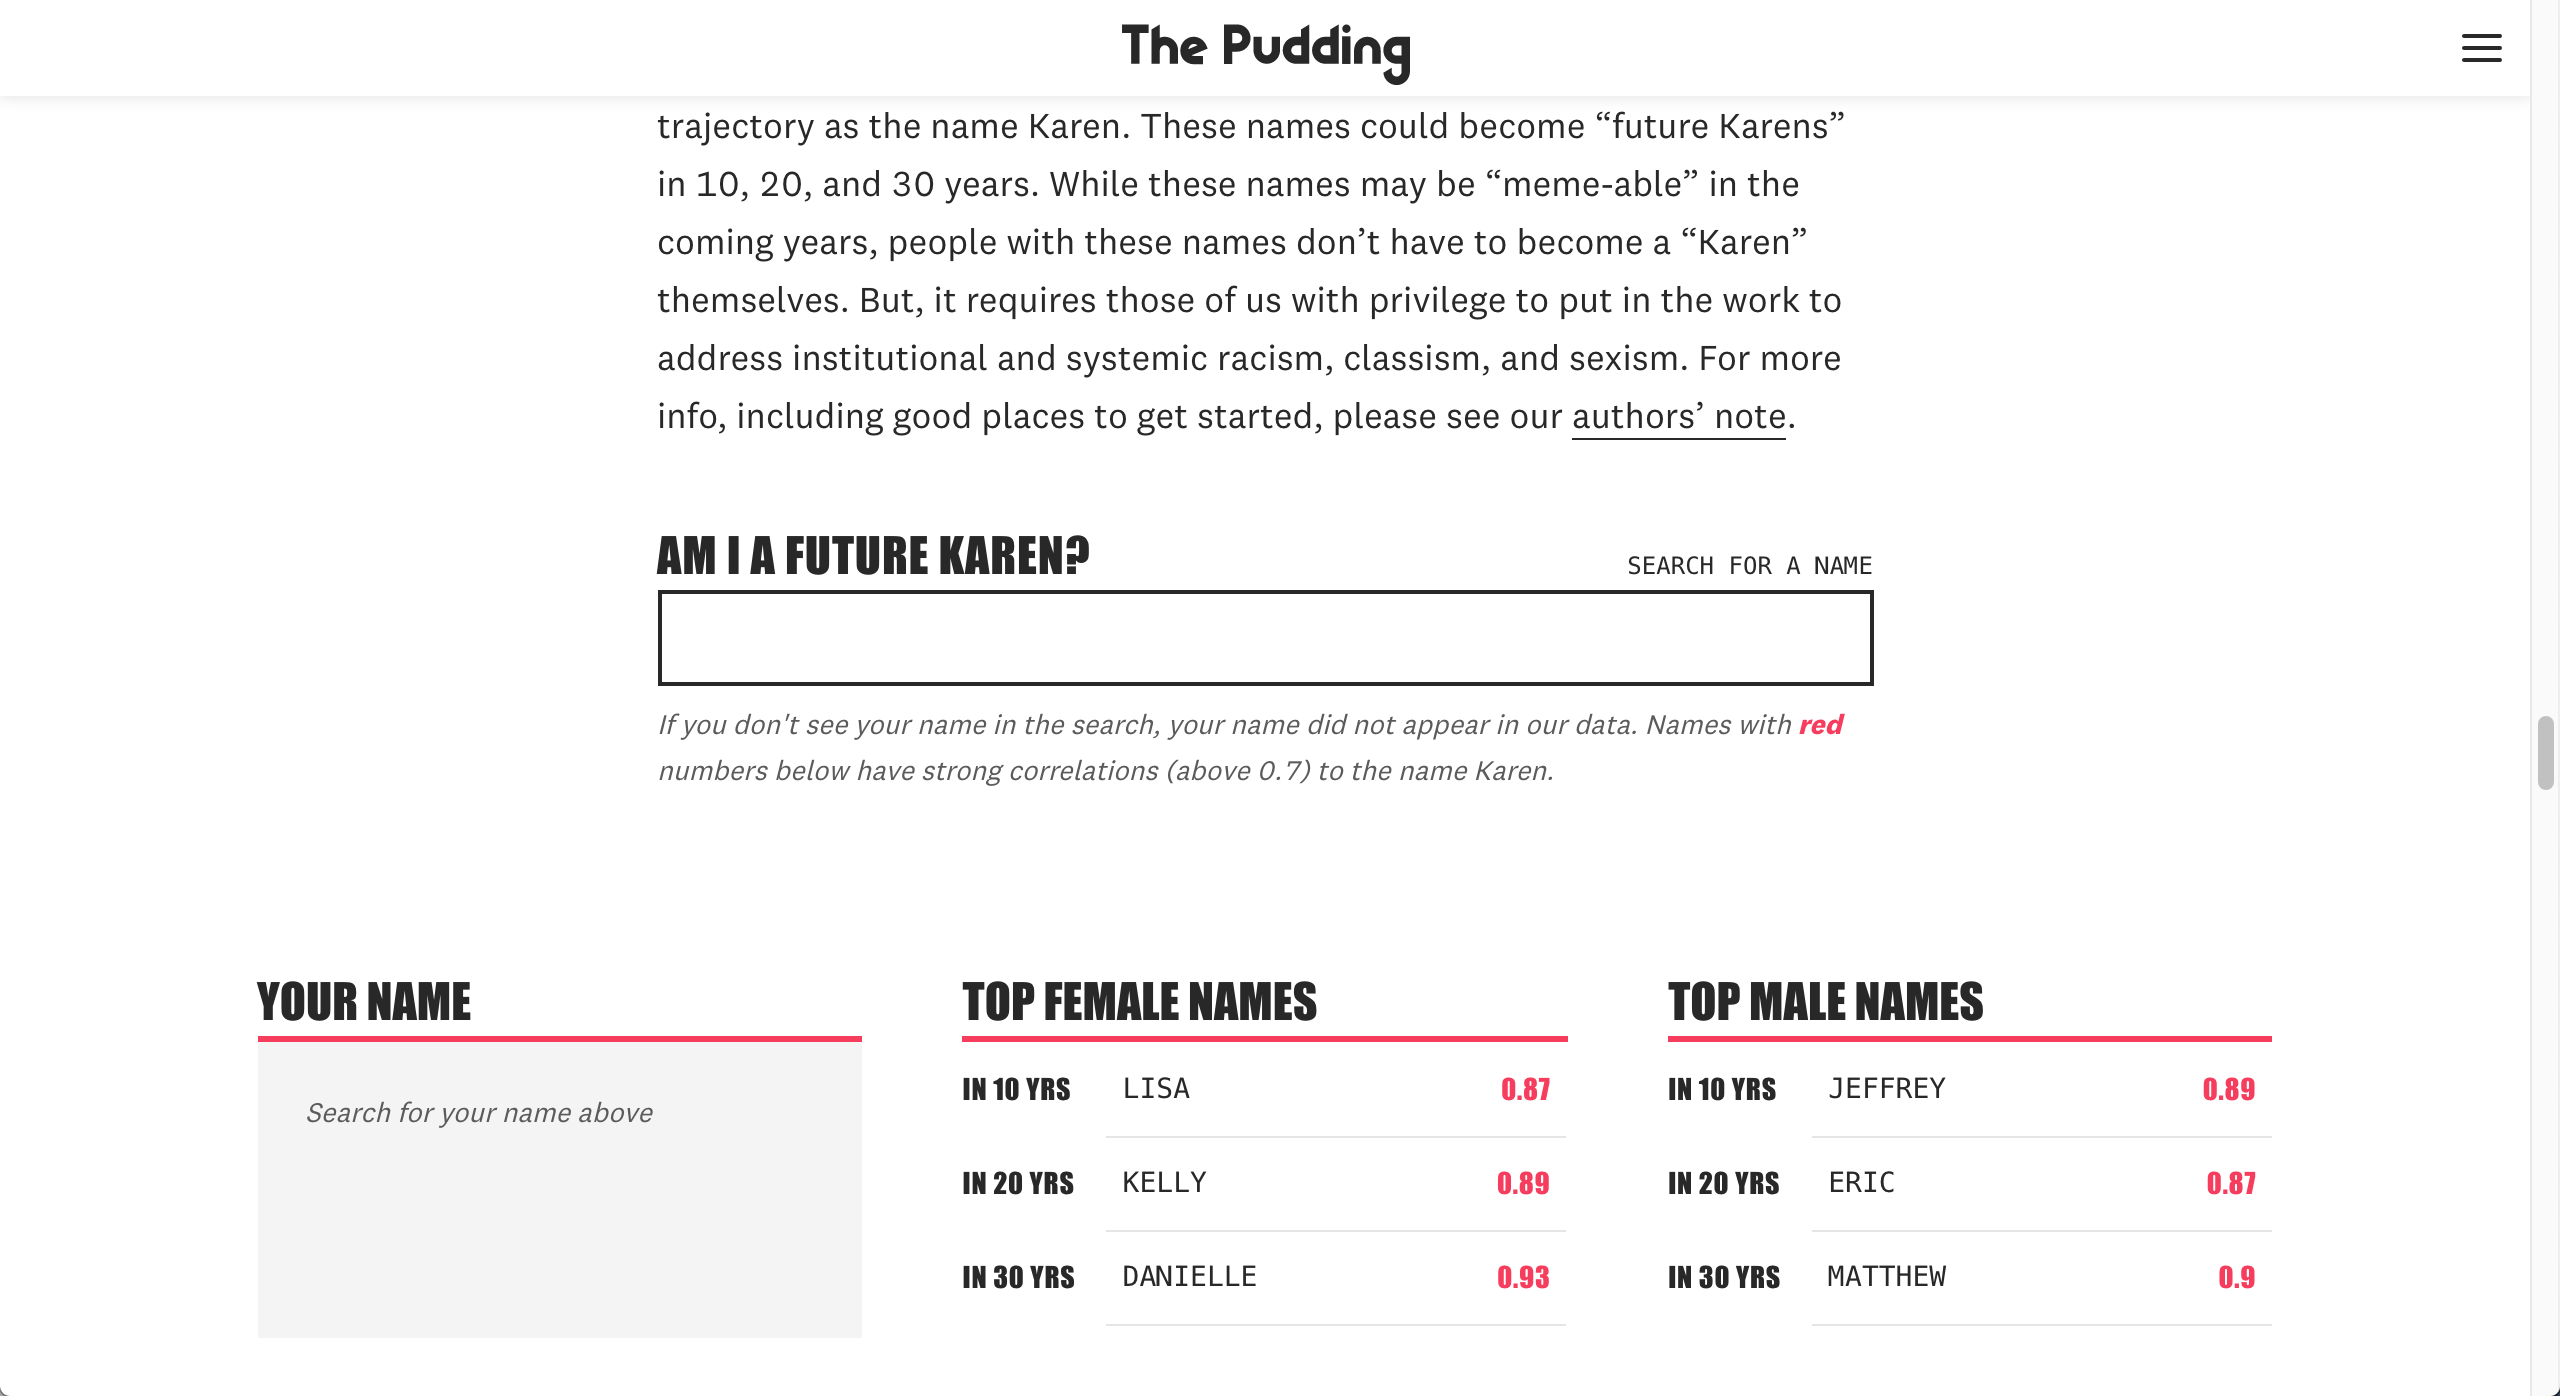 The Pudding
trajectory as the name Karen. These names could become “future Karens”
in 10, 20, and 30 years. While these names may be “meme-able” in the
coming years, people with these names don’t have to become a “Karen”
themselves. But, it requires those of us with privilege to put in the work to
address institutional and systemic racism, classism, and sexism. For more
info, including good places to get started, please see our authors’ note.
AM I A FUTURE KAREN?
SEARCH FOR A NAME
If you don't see your name in the search, your name did not appear in our data. Names with red
numbers below have strong correlations (above 0.7) to the name Karen.
YOUR NAME
Search for your name above
TOP FEMALE NAMES
IN 10 YRS LISA 0.87
IN 20 YRS KELLY 0.89
IN 30 YRS DANIELLE 0.93
TOP MALE NAMES
IN 10 YRS JEFFREY 0.89
IN 20 YRS ERIC 0.87
IN 30 YRS MATTHEW 0.9